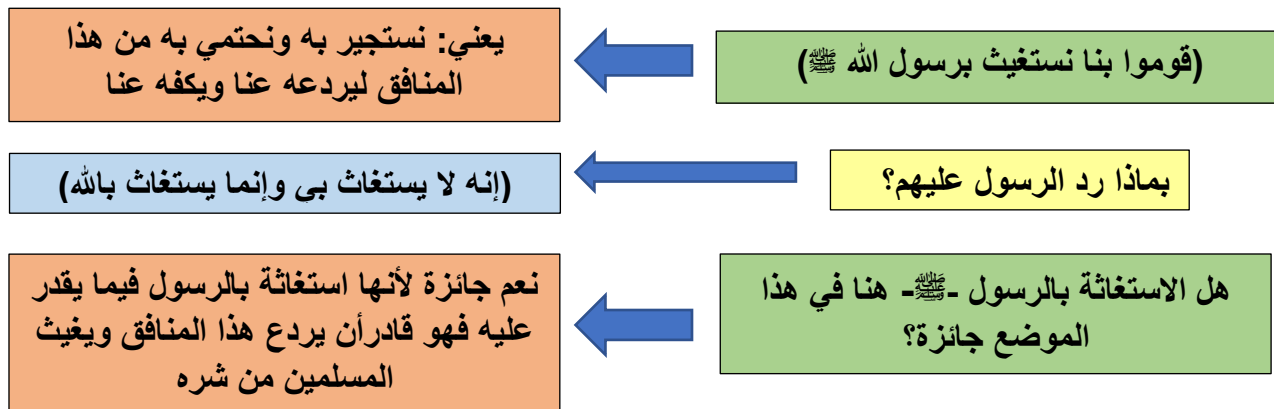 (قوموا بنا نستغيث برسول الله ﷺ)
يعني: نستجير به ونحتمي به من هذا
المنافق ليردعه عنا ويكفه عنا
بماذا رد الرسول عليهم؟
(إنه لا يستغاث بي وإنما يستغاث بالله)
هل الاستغاثة بالرسول -ﷺ- هنا في هذا
الموضع جائزة؟
نعم جائزة لأنها استغاثة بالرسول فيما يقدر
عليه فهو قادرأن يردع هذا المنافق ويغيث
المسلمين من شره